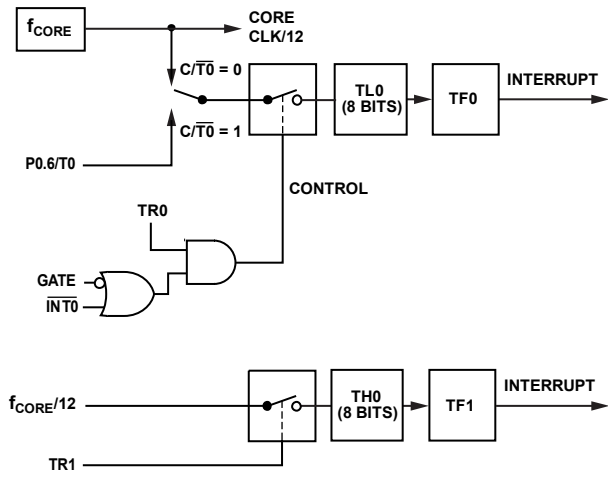 fCORE
CORE
CLK/12
C/T0 = 0
C/T0 = 1
P0.6/T0
TL0
(8 BITS)
TF0
INTERRUPT
CONTROL
TR0
GATE
INT0
fCORE/12
TH0
(8 BITS)
TF1
INTERRUPT
TR1